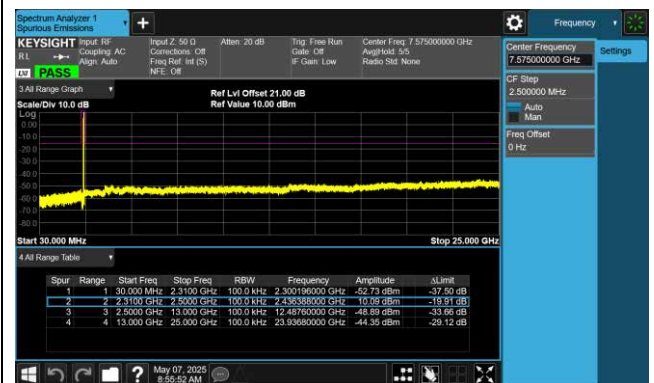 Spectrum Analyzer 1
Spurious Emissions
Frequency
KEYSIGHT Input: RF Input Z: 50 Ω Atten: 20 dB Trig: Free Run Center Freq: 7.575000000 GHz
RL Coupling: AC Corrections: Off Gate: Off Avg|Hold: 5/5
Align: Auto Freq Ref: Int (S) IF Gain: Low Radio Std: None
LXI PASS NFE: Off
Center Frequency
7.575000000 GHz
Settings
CF Step
2.500000 MHz
Auto
Man
Freq Offset
0 Hz
3 All Range Graph
Ref Lvl Offset 21.00 dB
Scale/Div 10.0 dB Ref Value 10.00 dBm
Log
0.00
-10.0
-20.0
-30.0
-40.0
-50.0
-60.0
-70.0
-80.0
Start 30.000 MHz Stop 25.000 GHz
4 All Range Table
Spur Range Start Freq Stop Freq RBW Frequency Amplitude ΔLimit
1 1 30.000 MHz 2.3100 GHz 100.0 kHz 2.300196000 GHz -52.73 dBm -37.50 dB
2 2 2.3100 GHz 2.5000 GHz 100.0 kHz 2.436388000 GHz 10.09 dBm -19.91 dB
3 3 2.5000 GHz 13.000 GHz 100.0 kHz 12.48760000 GHz -48.89 dBm -33.66 dB
4 4 13.000 GHz 25.000 GHz 100.0 kHz 23.93680000 GHz -44.35 dBm -29.12 dB
May 07, 2025
8:55:52 AM